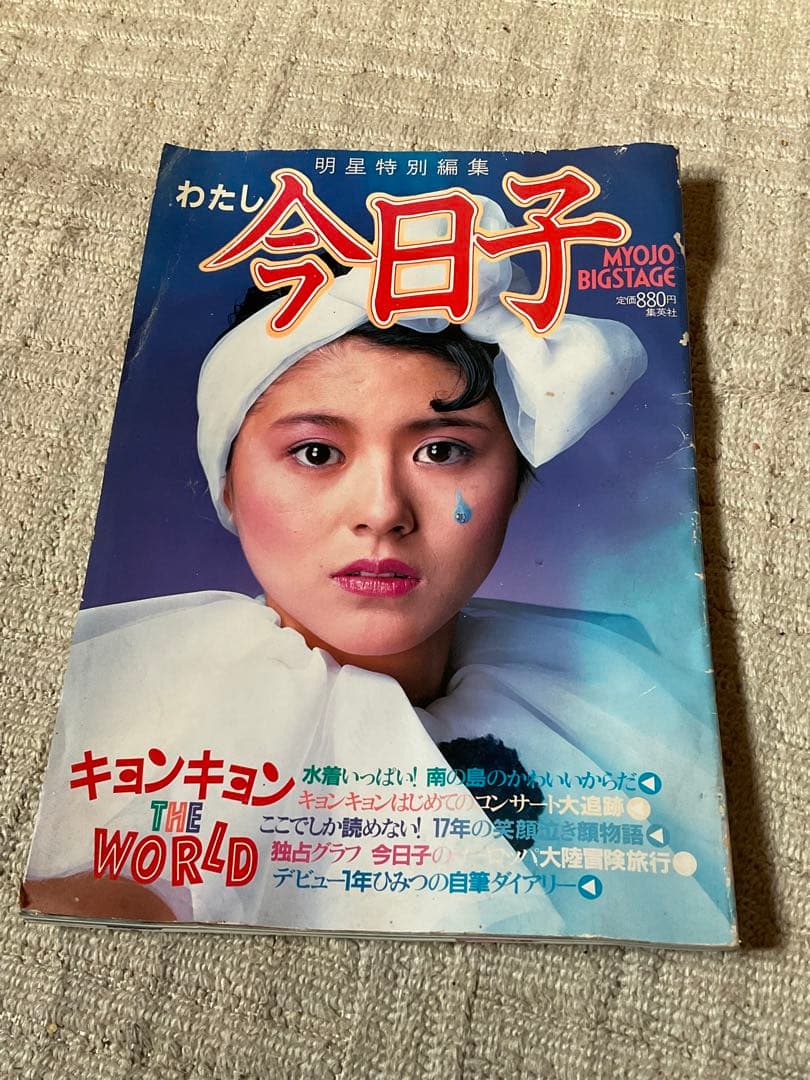 明星特別編集
わたし
今日子
MYOJO
BIGSTAGE
定価880円
集英社
キョンキョン
THE
WORLD
水着いっぱい! 南の島のかわいいからだ
キョンキョンはじめてのコンサート大追跡
ここでしか読めない! 17年の笑顔泣き顔物語
独占グラフ 今日子のヨーロッパ大陸冒険旅行
デビュー1年ひみつの自筆ダイアリー